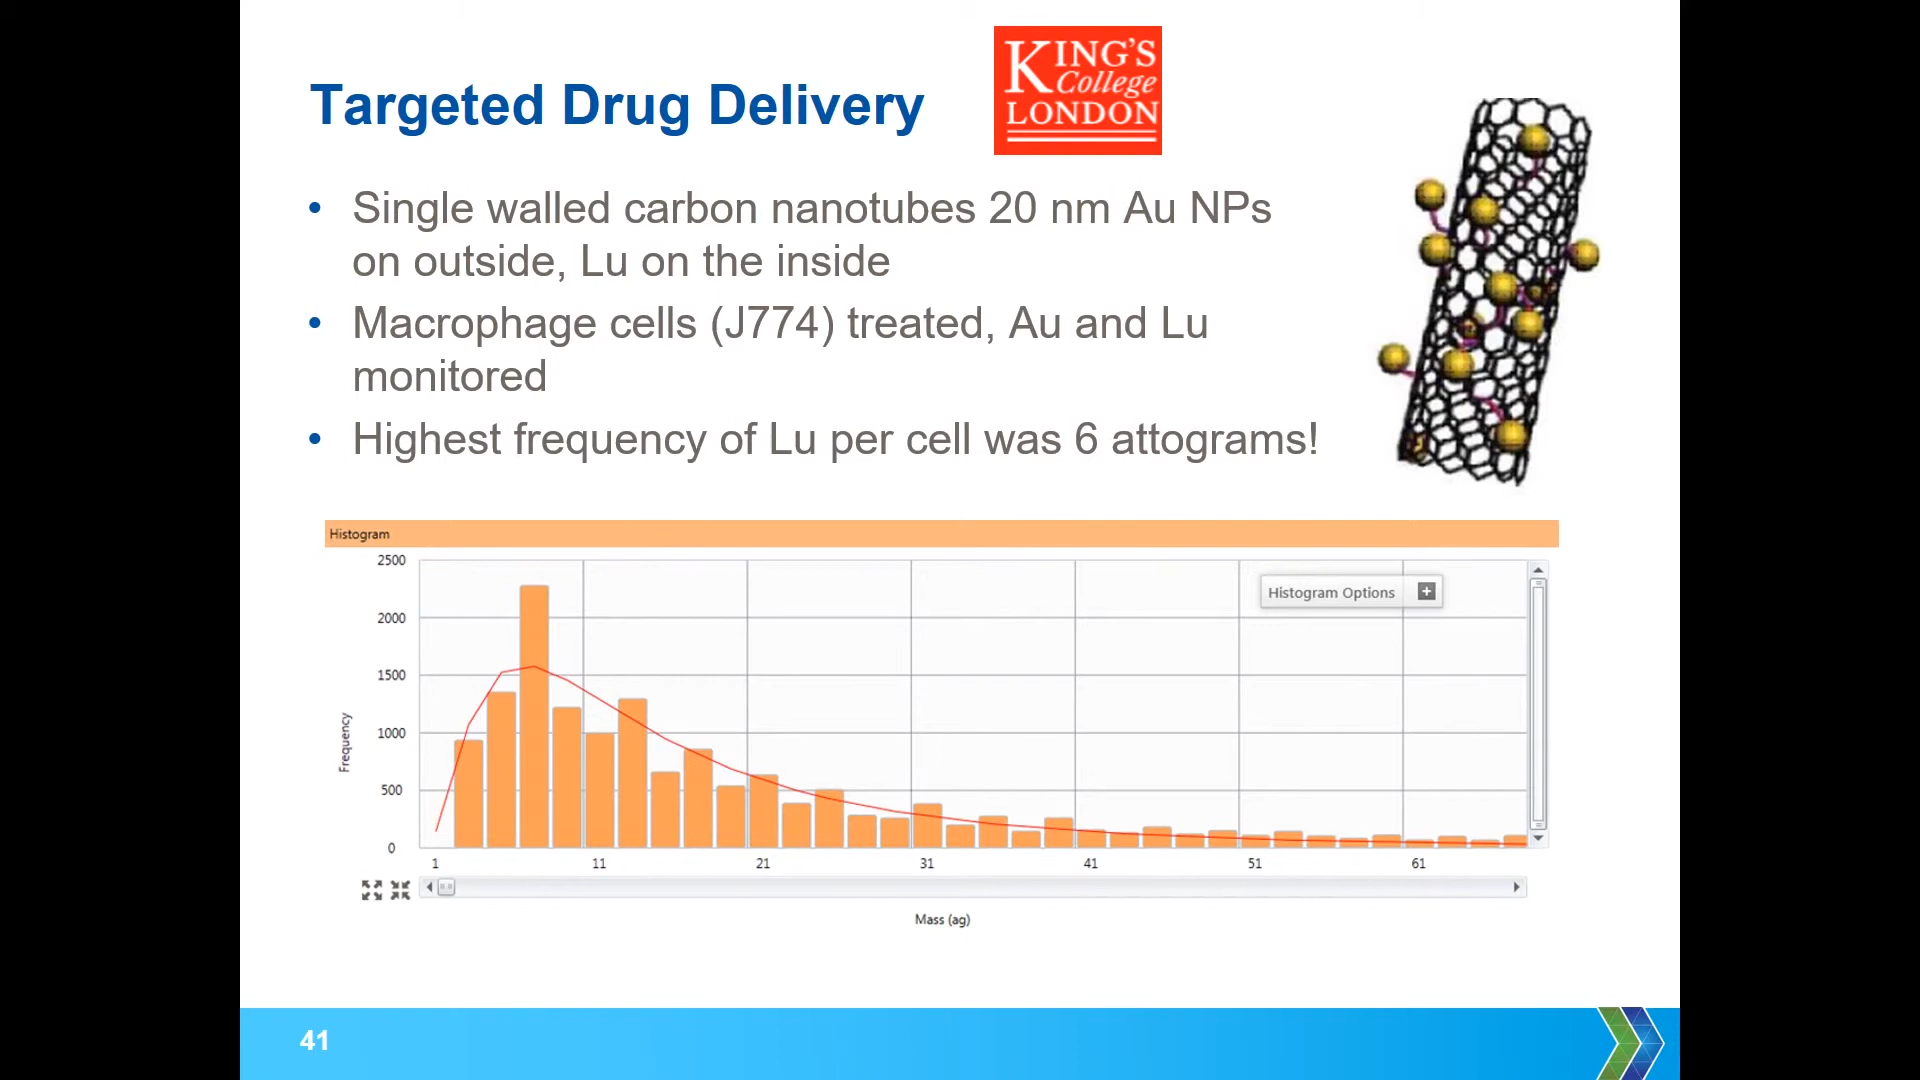 Targeted Drug Delivery
KING'S
College
LONDON
• Single walled carbon nanotubes 20 nm Au NPs
on outside, Lu on the inside
• Macrophage cells (J774) treated, Au and Lu
monitored
• Highest frequency of Lu per cell was 6 attograms!
Histogram
Histogram Options
Frequency
2500
2000
1500
1000
500
0
1 11 21 31 41 51 61
Mass (ag)
41